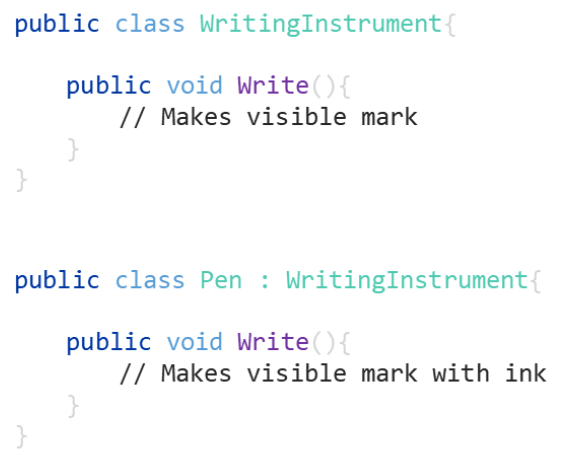 public class WritingInstrument{
public void Write(){
// Makes visible mark
}
}
public class Pen : WritingInstrument{
public void Write(){
// Makes visible mark with ink
}
}